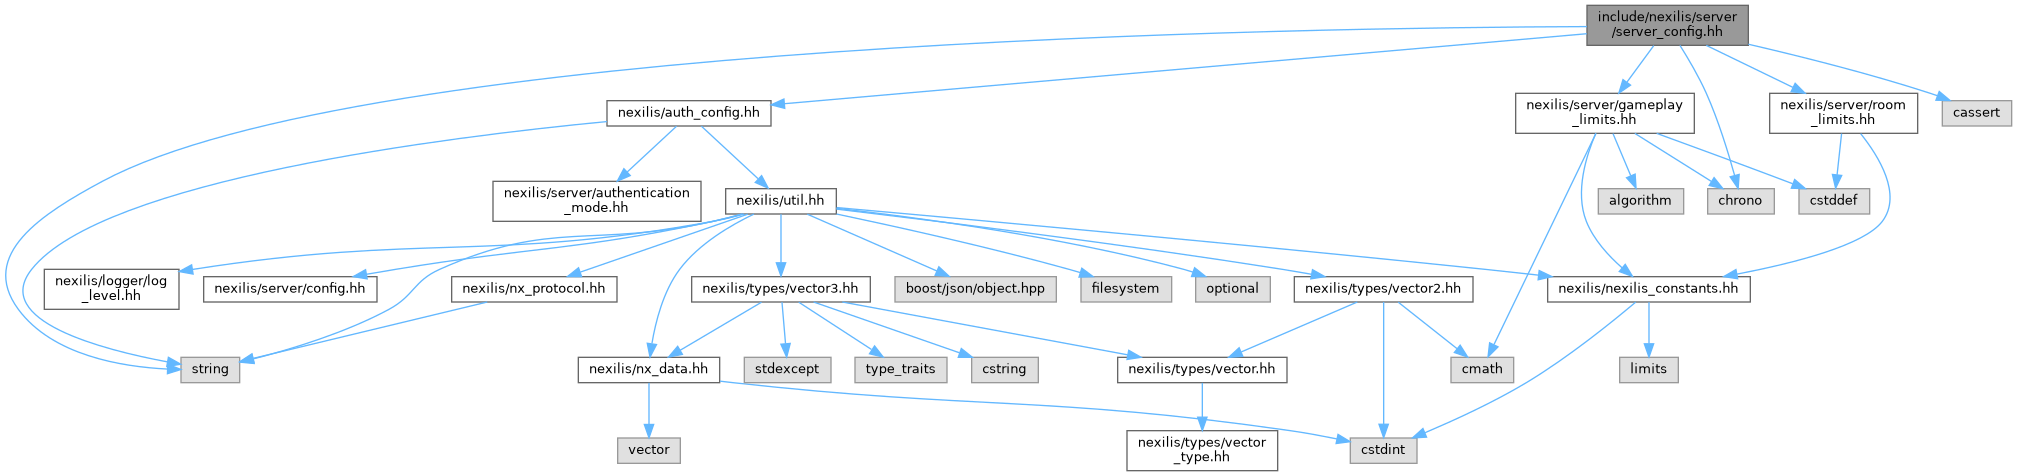 include/nexilis/server
/server_config.hh
nexilis/auth_config.hh
nexilis/server/gameplay
_limits.hh
nexilis/server/room
_limits.hh
cassert
nexilis/server/authentication
_mode.hh
nexilis/util.hh
algorithm
chrono
cstddef
nexilis/logger/log
_level.hh
nexilis/server/config.hh
nexilis/nx_protocol.hh
nexilis/types/vector3.hh
boost/json/object.hpp
filesystem
optional
nexilis/types/vector2.hh
nexilis/nexilis_constants.hh
string
nexilis/nx_data.hh
stdexcept
type_traits
cstring
nexilis/types/vector.hh
cmath
limits
vector
nexilis/types/vector
_type.hh
cstdint